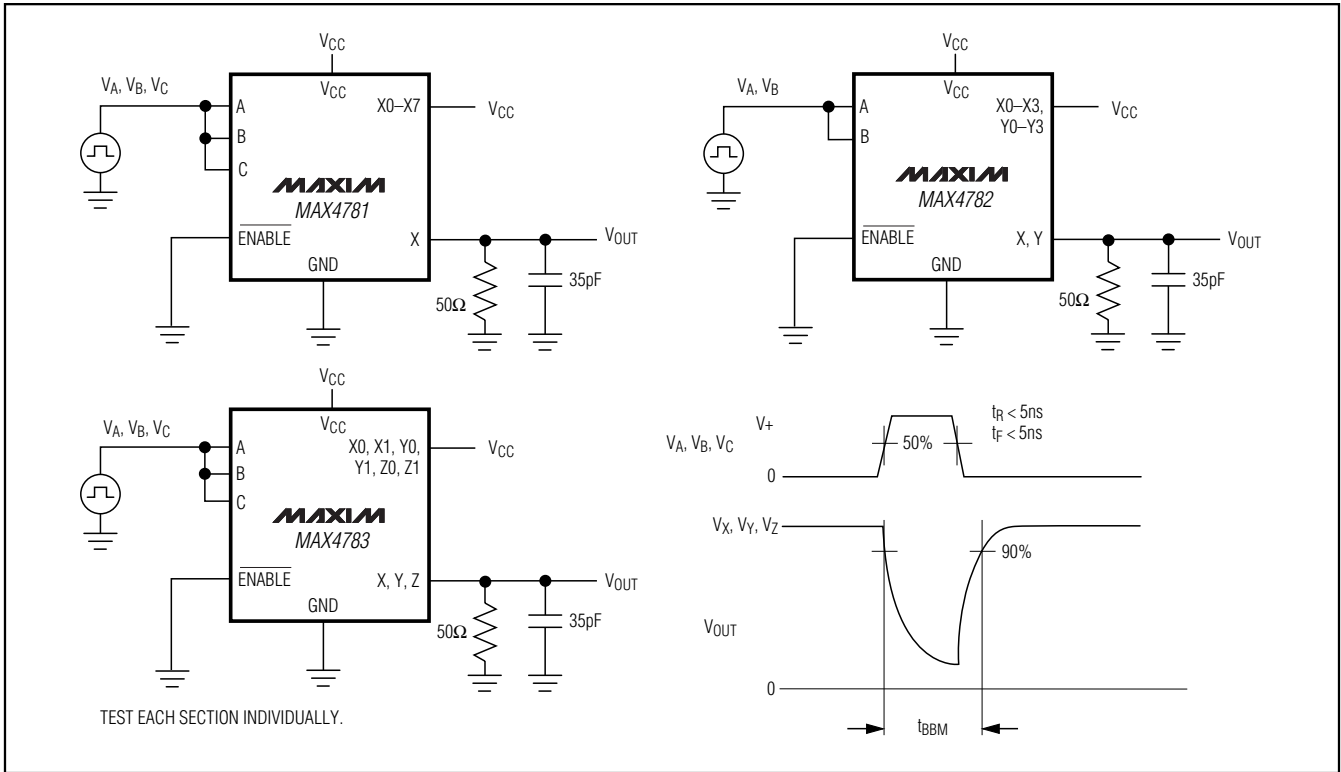 VCC
VA, VB, VC
VCC
A
X0–X7
VCC
B
C
MAXIM
MAX4781
ENABLE
X
VOUT
GND
50Ω
35pF
VCC
VA, VB
VCC
A
X0–X3,
Y0–Y3
VCC
B
MAXIM
MAX4782
ENABLE
X, Y
VOUT
GND
50Ω
35pF
VCC
VA, VB, VC
VCC
A
X0, X1, Y0,
Y1, Z0, Z1
VCC
B
C
MAXIM
MAX4783
ENABLE
X, Y, Z
VOUT
GND
50Ω
35pF
TEST EACH SECTION INDIVIDUALLY.
V+
VA, VB, VC
50%
tR < 5ns
tF < 5ns
0
VX, VY, VZ
90%
VOUT
0
tBBM